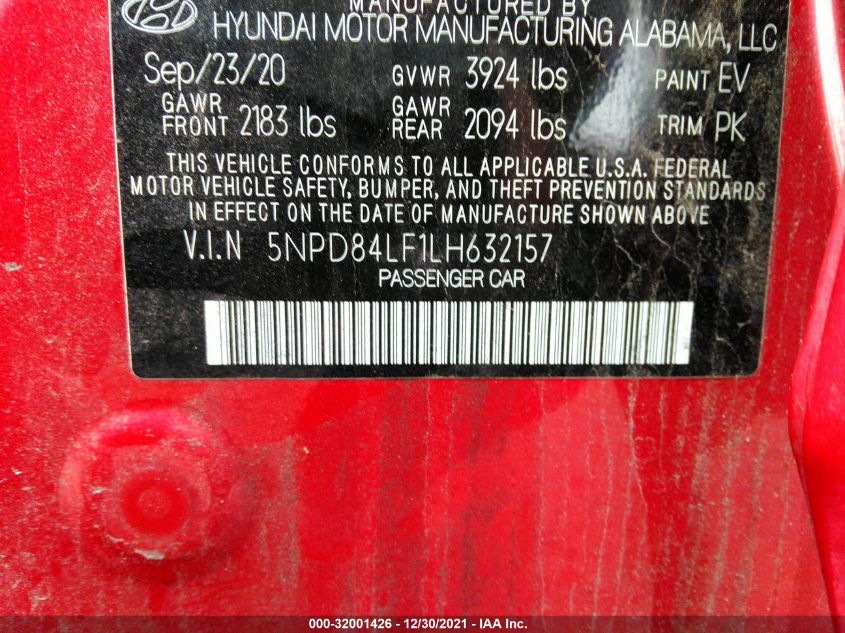 MANUFACTURED BY
HYUNDAI MOTOR MANUFACTURING ALABAMA, LLC
Sep/23/20 GVWR 3924 lbs PAINT EV
GAWR FRONT 2183 lbs GAWR REAR 2094 lbs TRIM PK
THIS VEHICLE CONFORMS TO ALL APPLICABLE U.S.A. FEDERAL
MOTOR VEHICLE SAFETY, BUMPER, AND THEFT PREVENTION STANDARDS
IN EFFECT ON THE DATE OF MANUFACTURE SHOWN ABOVE
V.I.N 5NPD84LF1LH632157
PASSENGER CAR
000-32001426 - 12/30/2021 - IAA Inc.